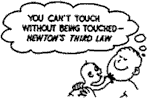 YOU CAN'T TOUCH
WITHOUT BEING TOUCHED—
NEWTON'S THIRD LAW